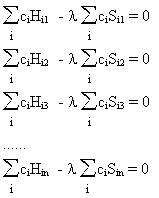 ∑cᵢHᵢ₁ - λ ∑cᵢSᵢ₁ = 0
i i
∑cᵢHᵢ₂ - λ ∑cᵢSᵢ₂ = 0
i i
∑cᵢHᵢ₃ - λ ∑cᵢSᵢ₃ = 0
i i
......
∑cᵢHᵢₙ - λ ∑cᵢSᵢₙ = 0
i i